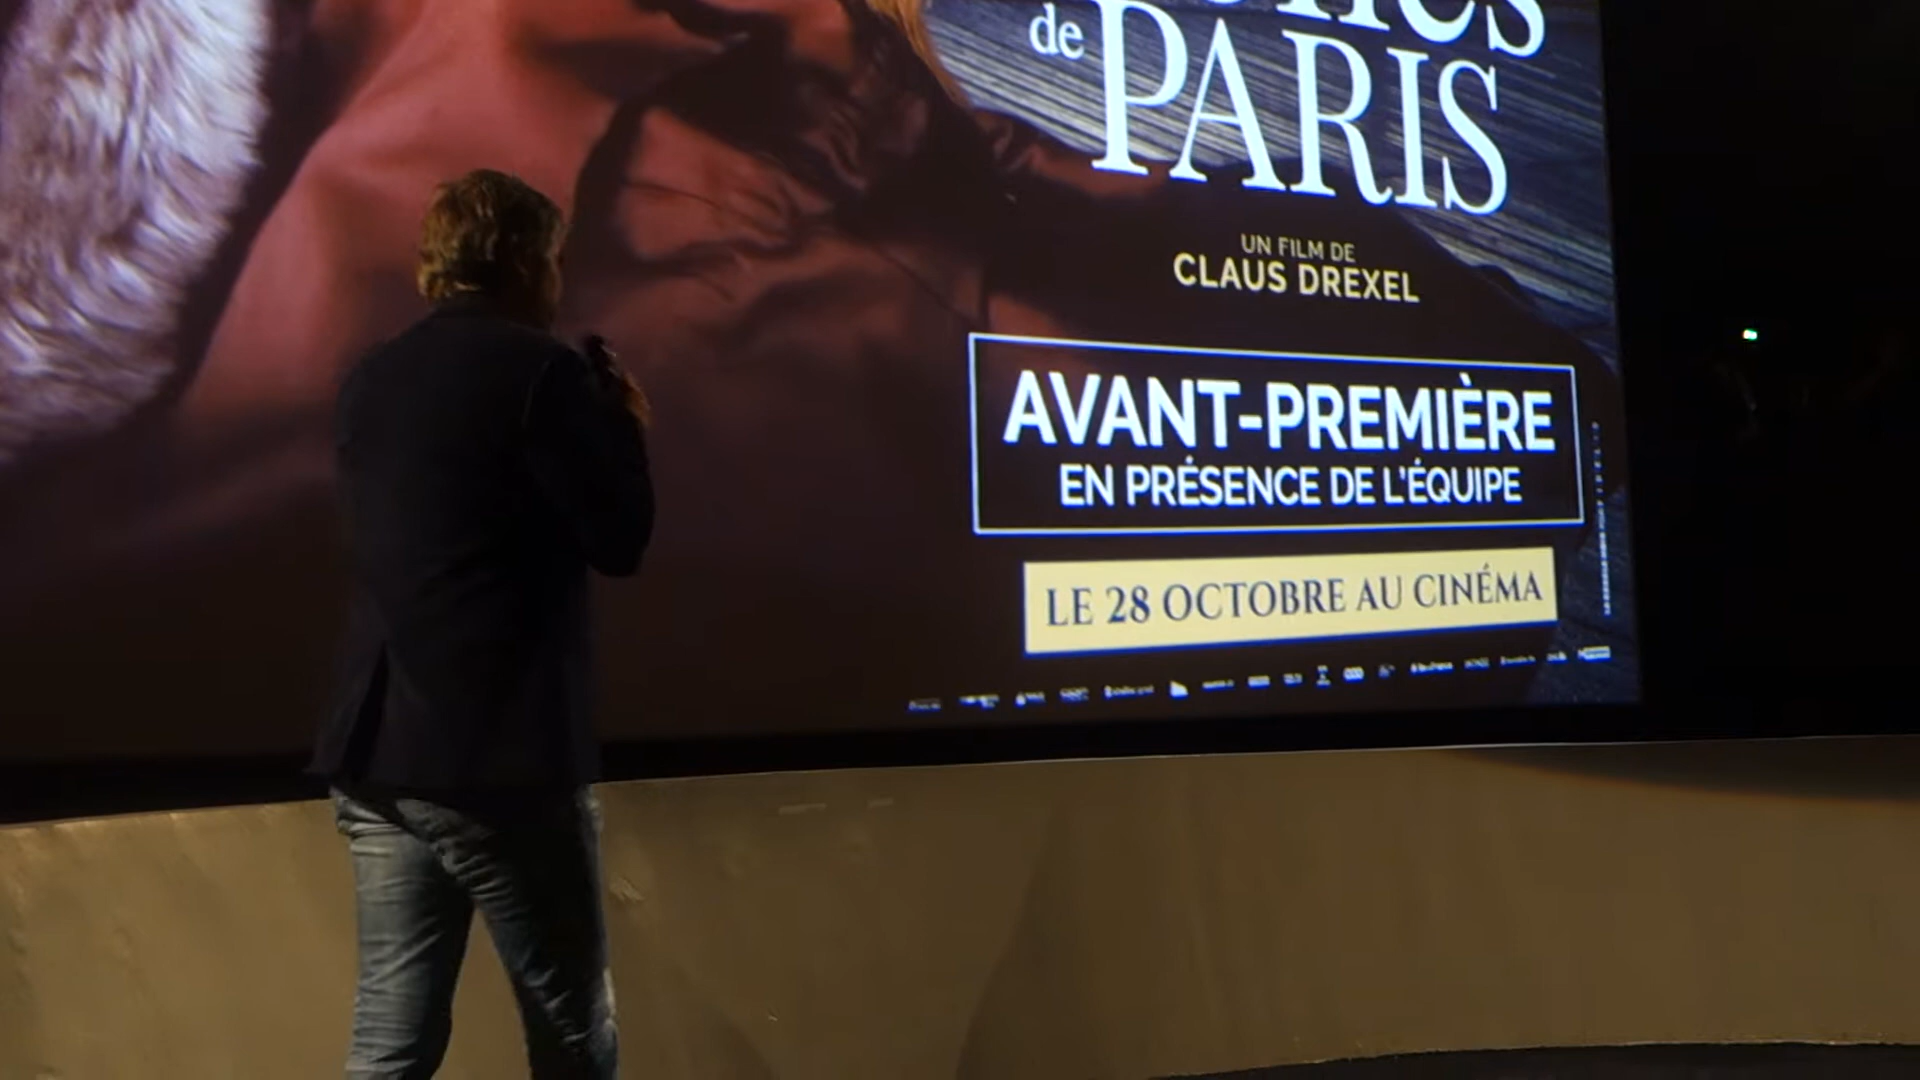 de
PARIS
UN FILM DE
CLAUS DREXEL
AVANT-PREMIÈRE
EN PRÉSENCE DE L'ÉQUIPE
LE 28 OCTOBRE AU CINÉMA